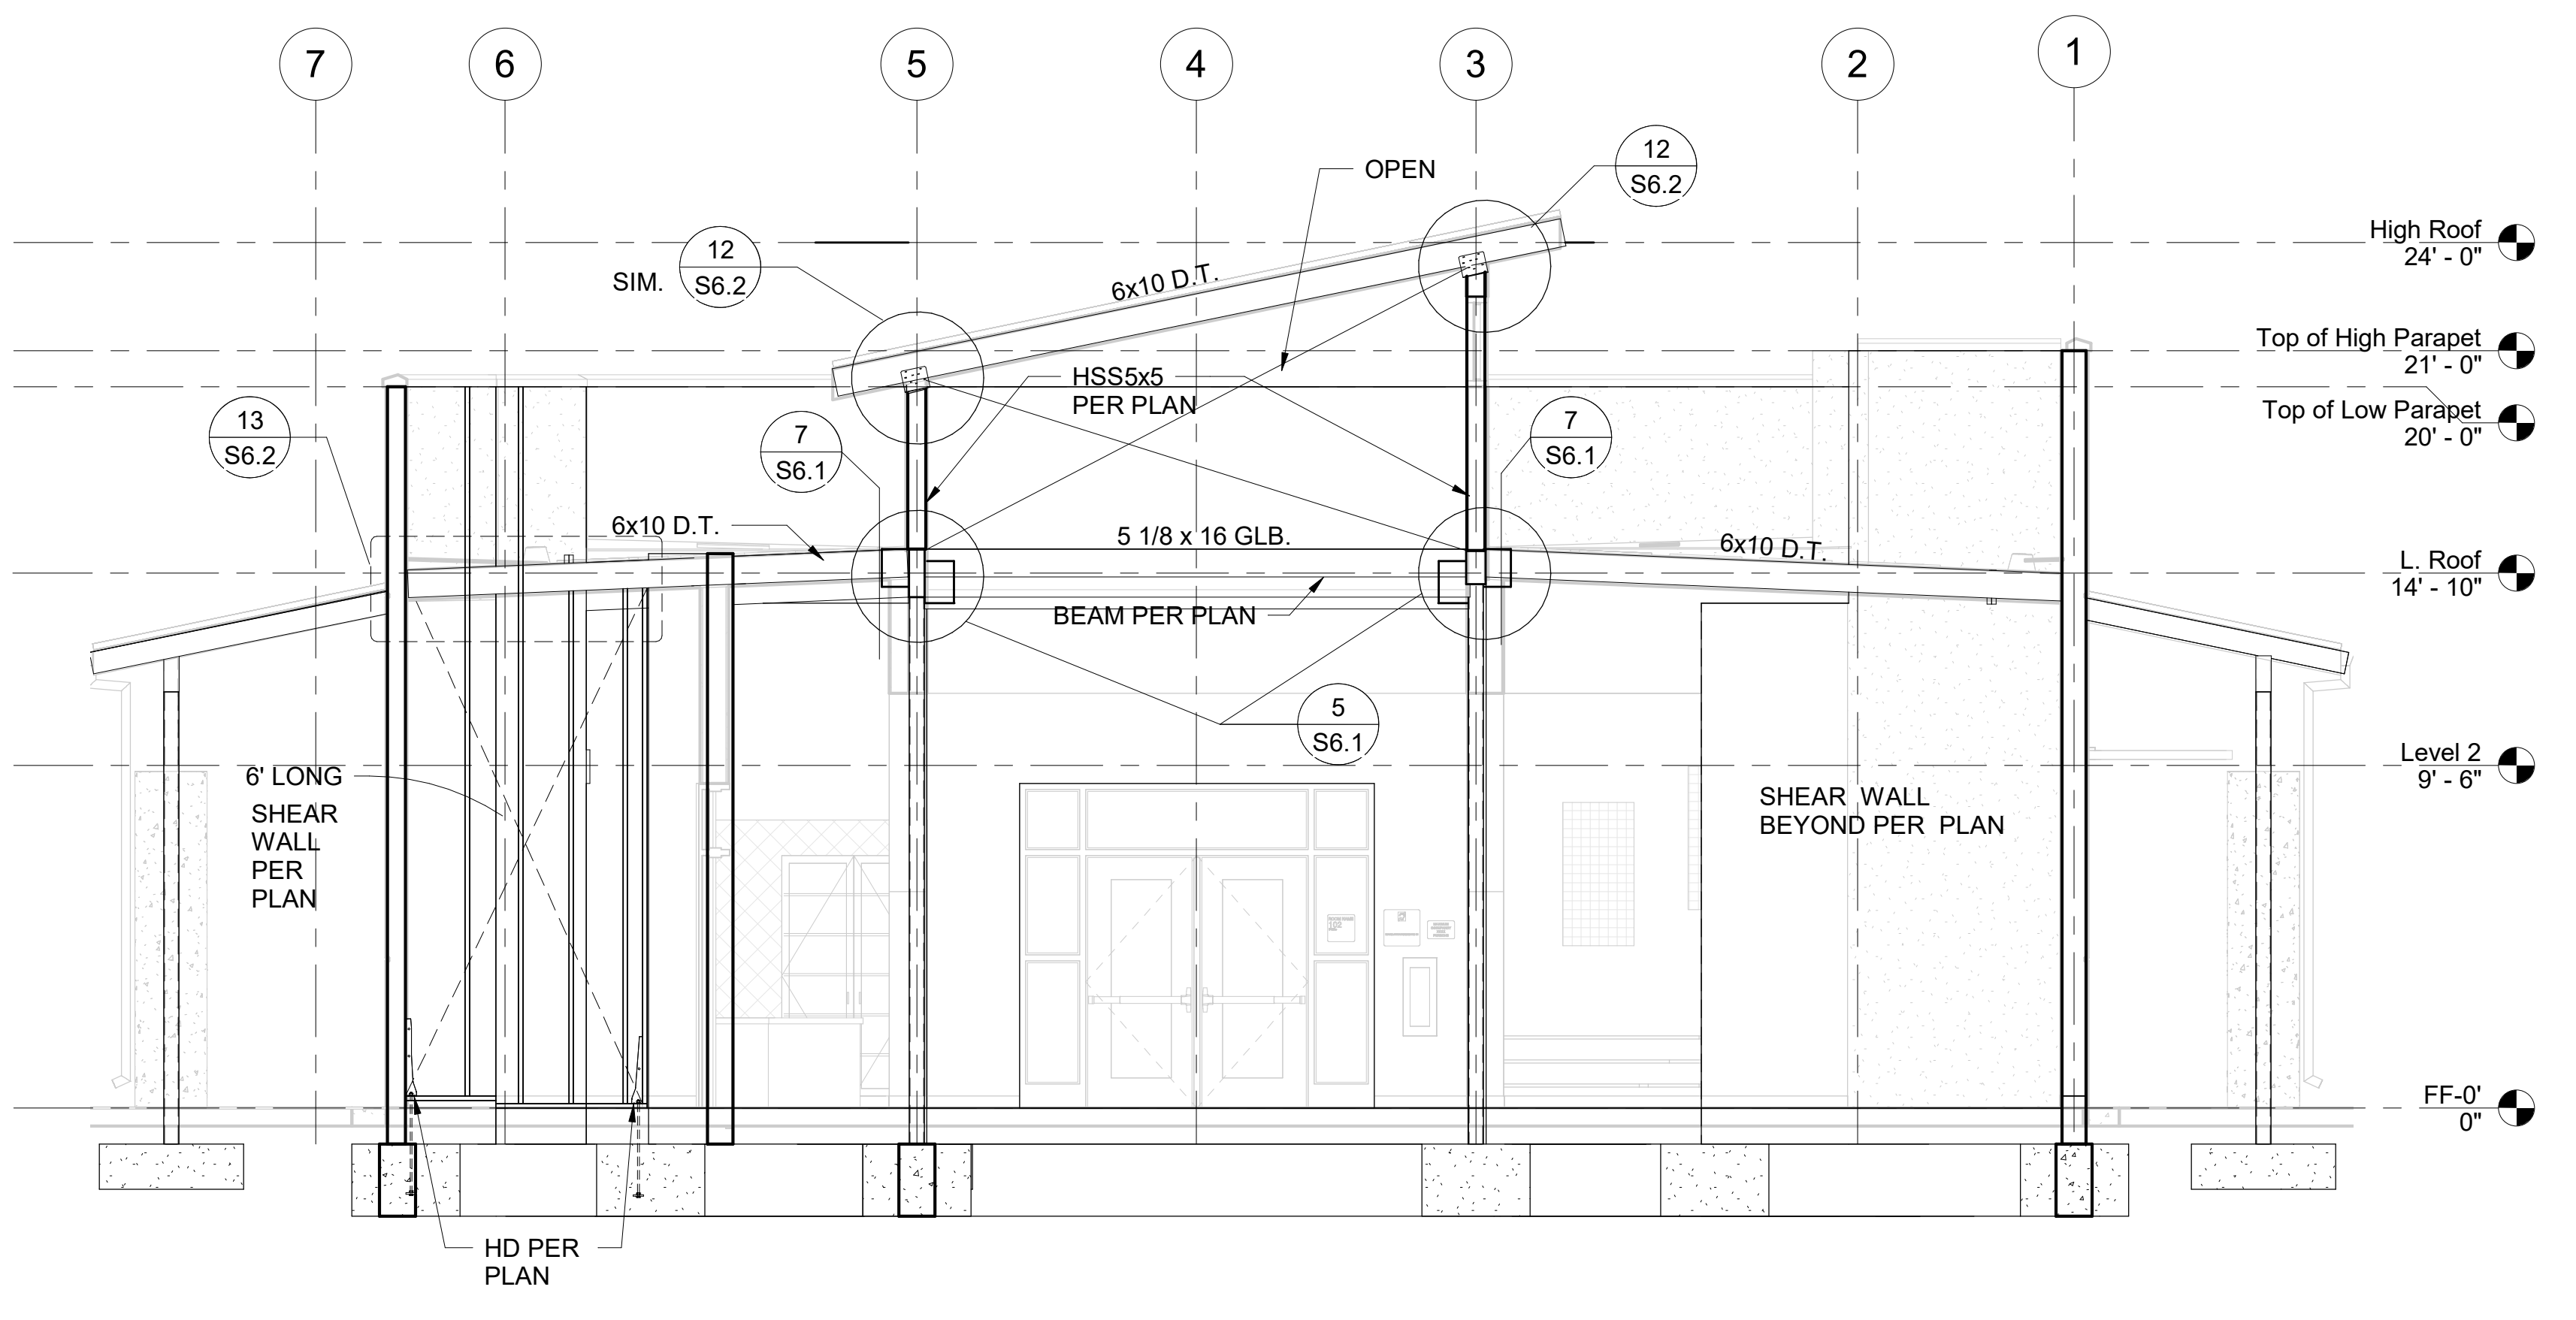 7
6
5
4
3
2
1
12
S6.2
OPEN
High Roof
24' - 0"
12
S6.2
SIM.
6x10 D.T.
Top of High Parapet
21' - 0"
HSS5x5
PER PLAN
Top of Low Parapet
20' - 0"
13
S6.2
7
S6.1
7
S6.1
6x10 D.T.
5 1/8 x 16 GLB.
6x10 D.T.
L. Roof
14' - 10"
BEAM PER PLAN
5
S6.1
Level 2
9' - 6"
6' LONG
SHEAR
WALL
PER
PLAN
SHEAR WALL
BEYOND PER PLAN
102
FF-0'
0"
HD PER
PLAN